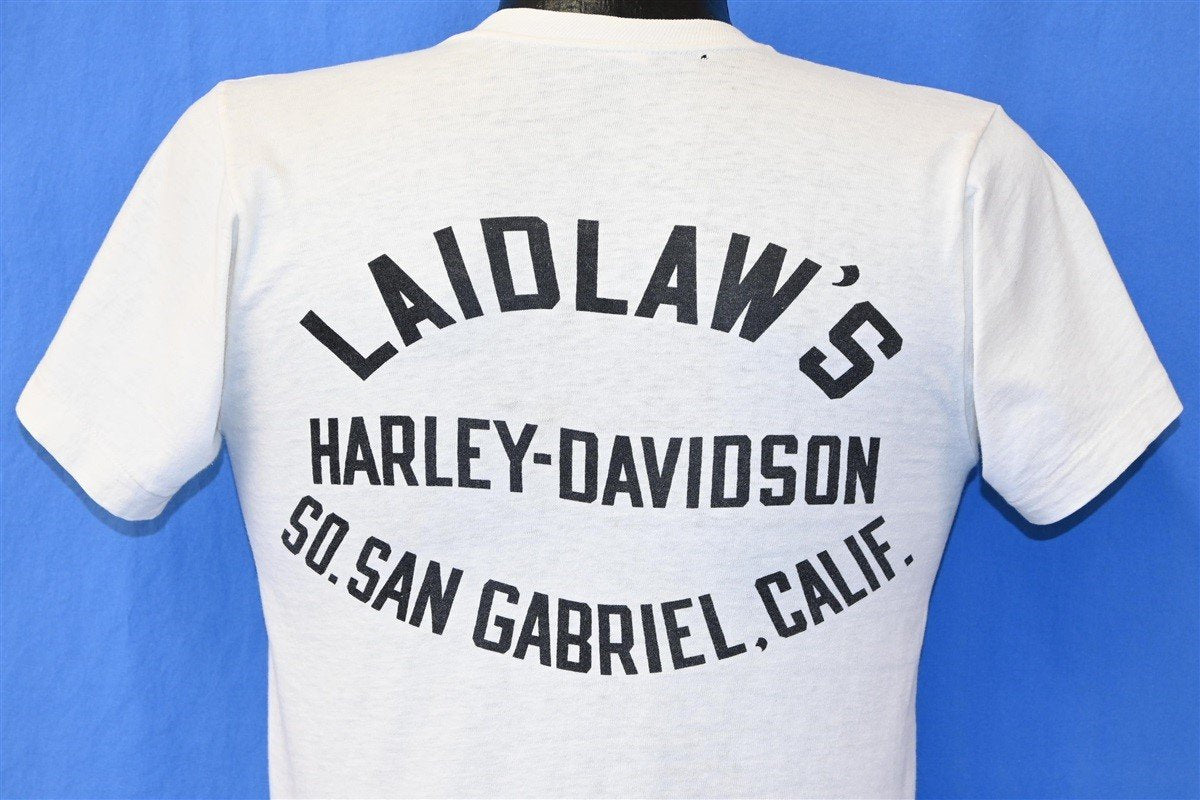 LAIDLAW'S
HARLEY-DAVIDSON
SO. SAN GABRIEL, CALIF.